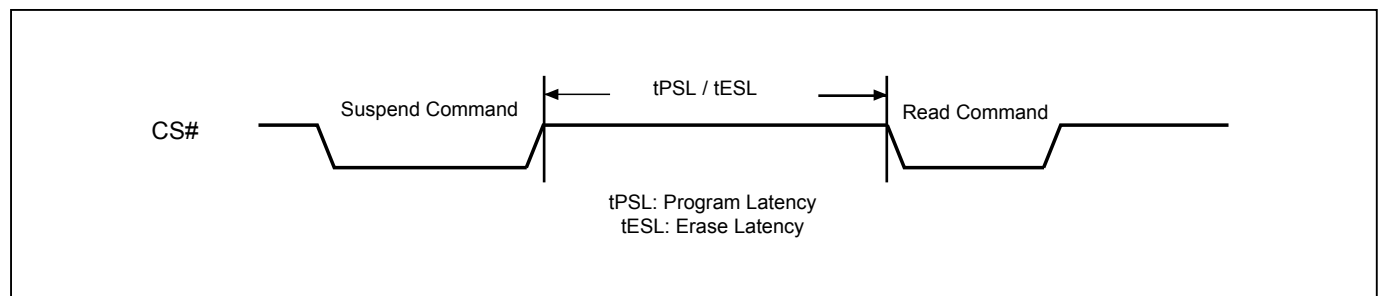 tPSL / tESL
Suspend Command
Read Command
CS#
tPSL: Program Latency
tESL: Erase Latency